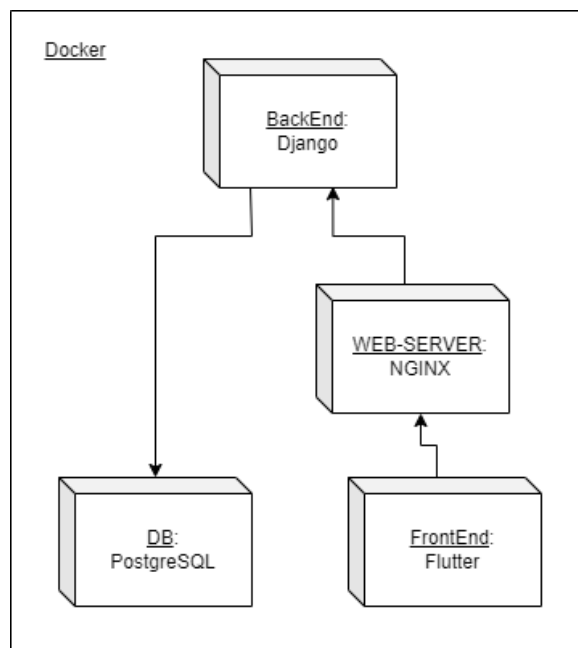 Docker
BackEnd:
Django
WEB-SERVER:
NGINX
DB:
PostgreSQL
FrontEnd:
Flutter